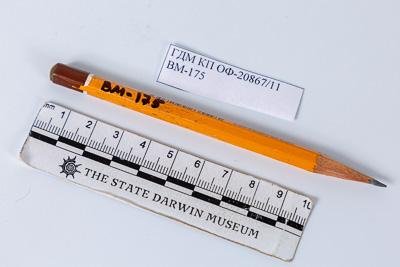 ГДМ КП ОФ-20867/11
ВМ-175
ВМ-175
cm 1 2 3 4 5 6 7 8 9 10
THE STATE DARWIN MUSEUM